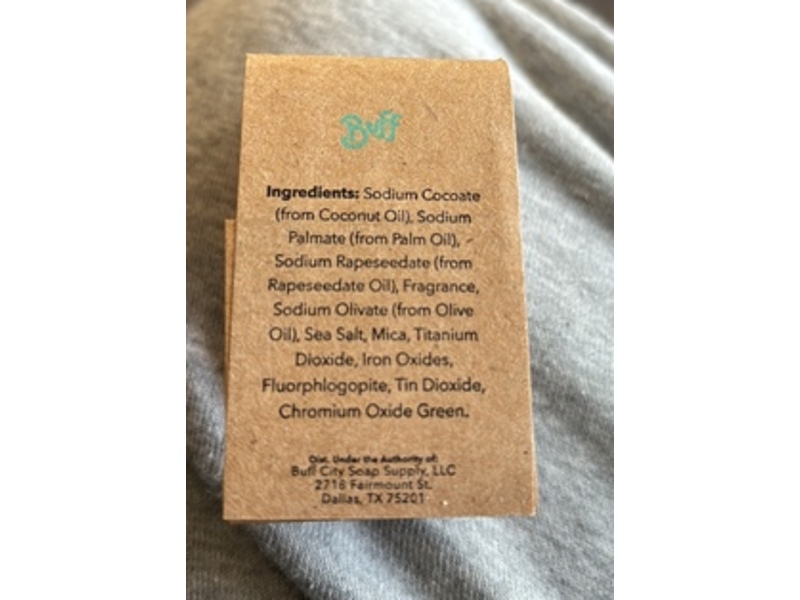 Buff
Ingredients: Sodium Cocoate
(from Coconut Oil), Sodium
Palmate (from Palm Oil),
Sodium Rapeseedate (from
Rapeseedate Oil), Fragrance,
Sodium Olivate (from Olive
Oil), Sea Salt, Mica, Titanium
Dioxide, Iron Oxides,
Fluorphlogopite, Tin Dioxide,
Chromium Oxide Green.
Dist. Under the Authority of:
Buff City Soap Supply, LLC
2718 Fairmount St.
Dallas, TX 75201